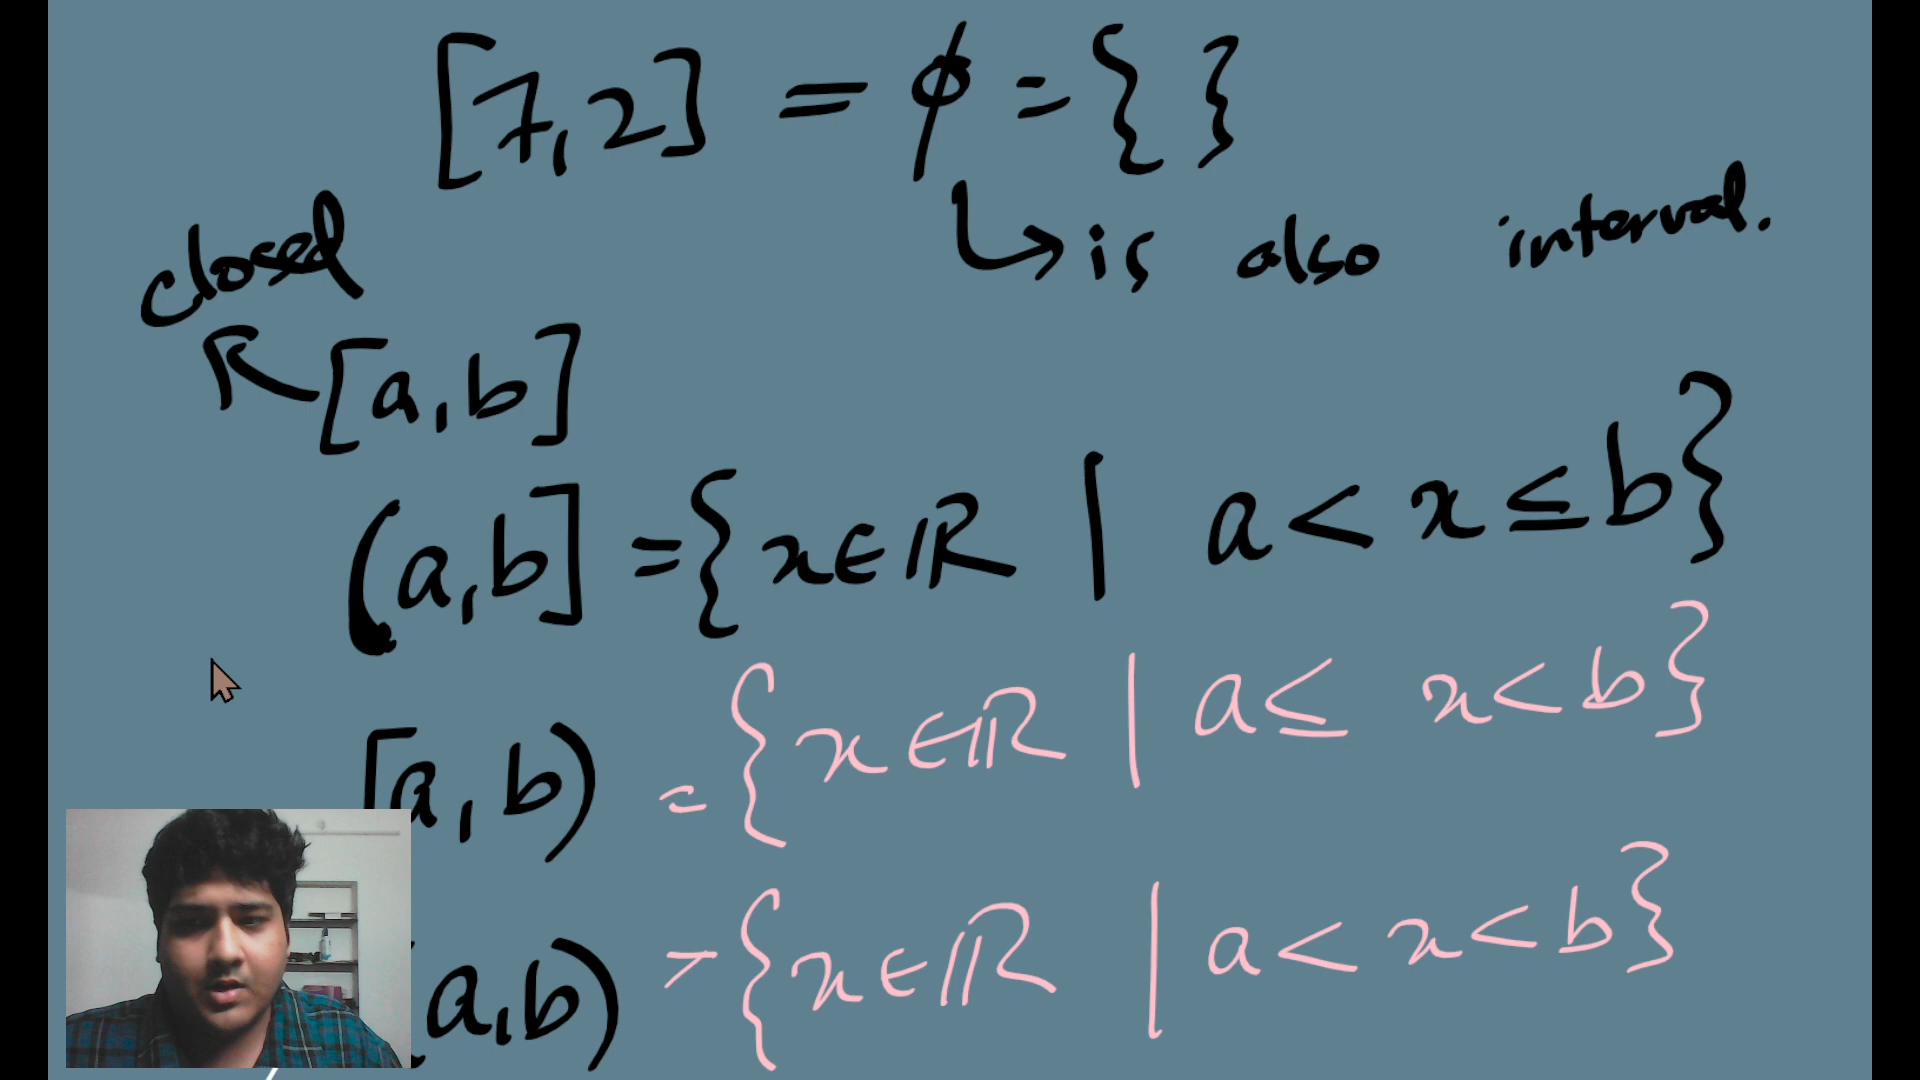 [7,2] = ϕ = { }
↳ is also interval.
closed
[a,b]
(a,b] = {x∈ℝ | a < x ≤ b}
[a,b) = {x∈ℝ | a ≤ x < b}
(a,b) = {x∈ℝ | a < x < b}